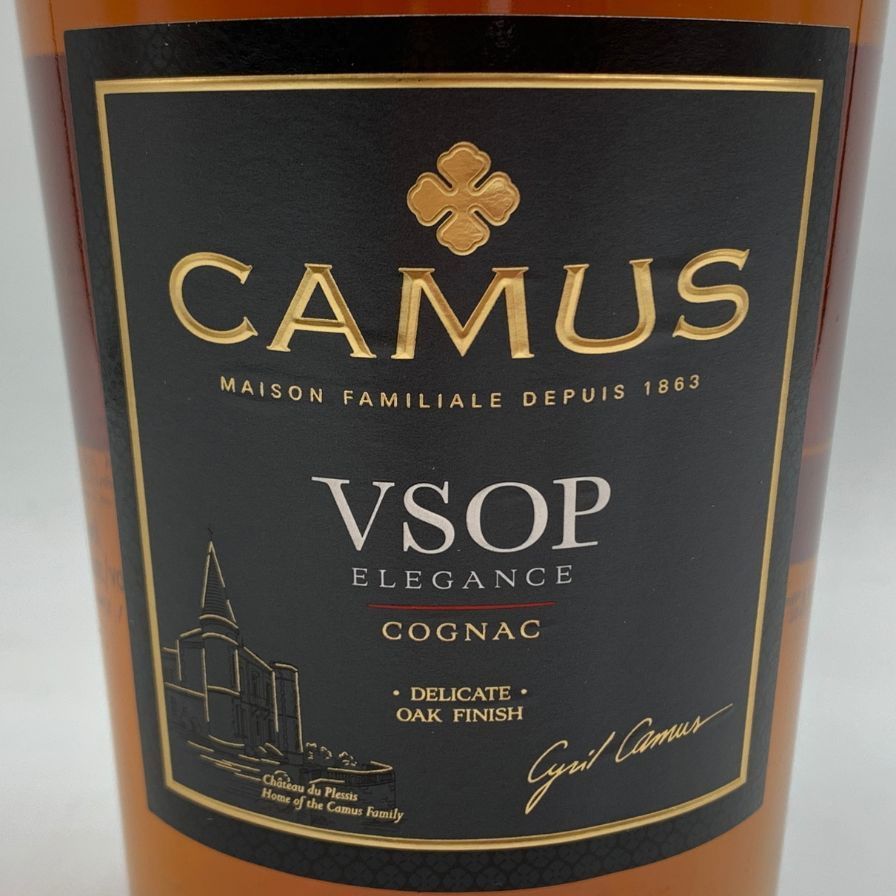 CAMUS
MAISON FAMILIALE DEPUIS 1863
VSOP
ELEGANCE
COGNAC
· DELICATE ·
OAK FINISH
Cyril Camus
Château du Plessis
Home of the Camus Family